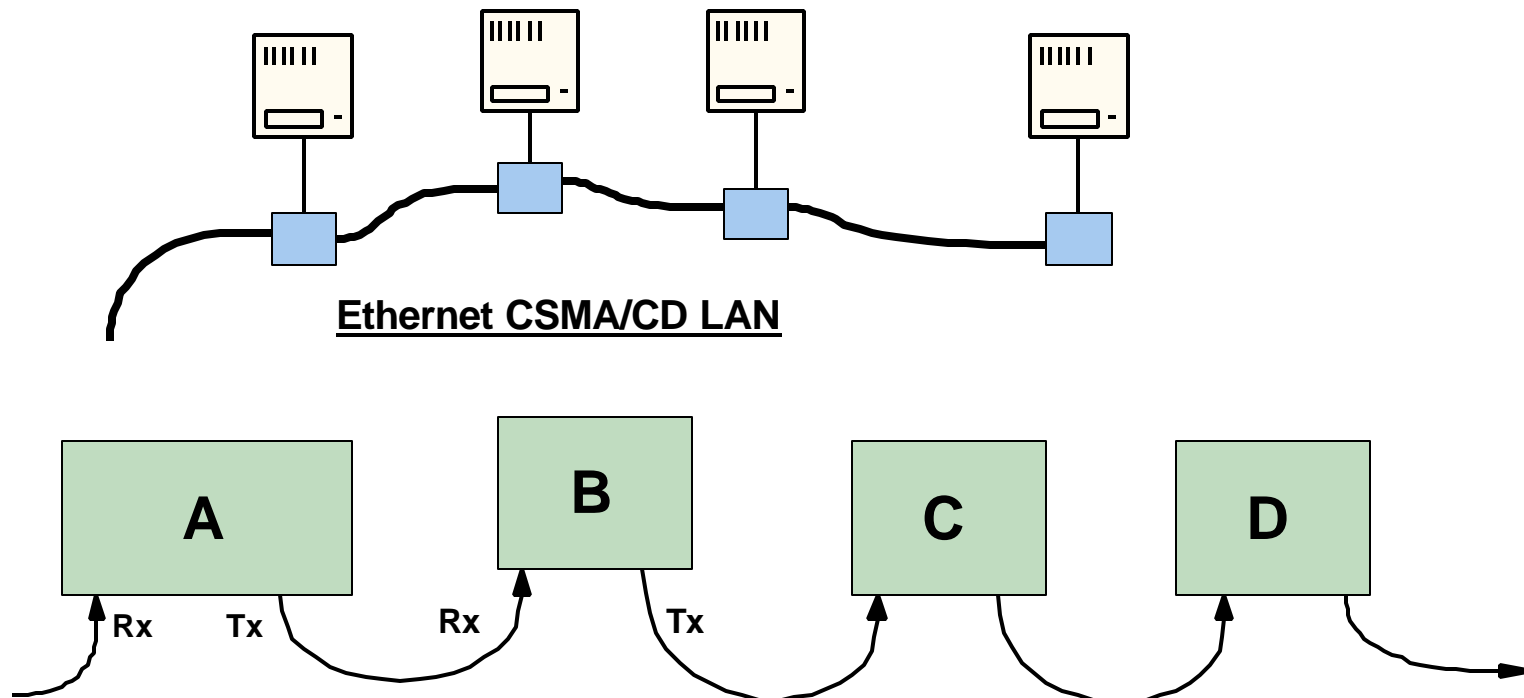 Ethernet CSMA/CD LAN
A
B
C
D
Rx
Tx
Rx
Tx